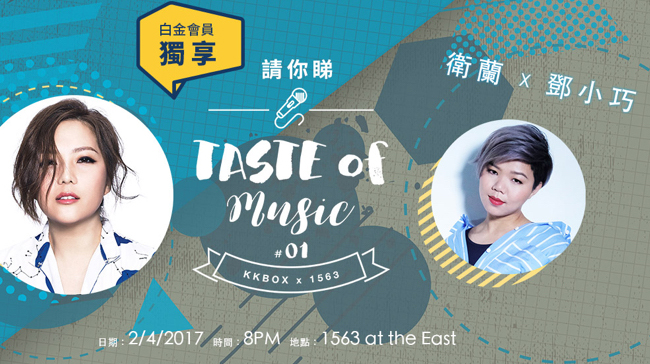 白金會員
獨享
請你睇
衛蘭 x 鄧小巧
TASTE of
Music
#01
KKBOX x 1563
日期：2/4/2017 時間：8PM 地點：1563 at the East